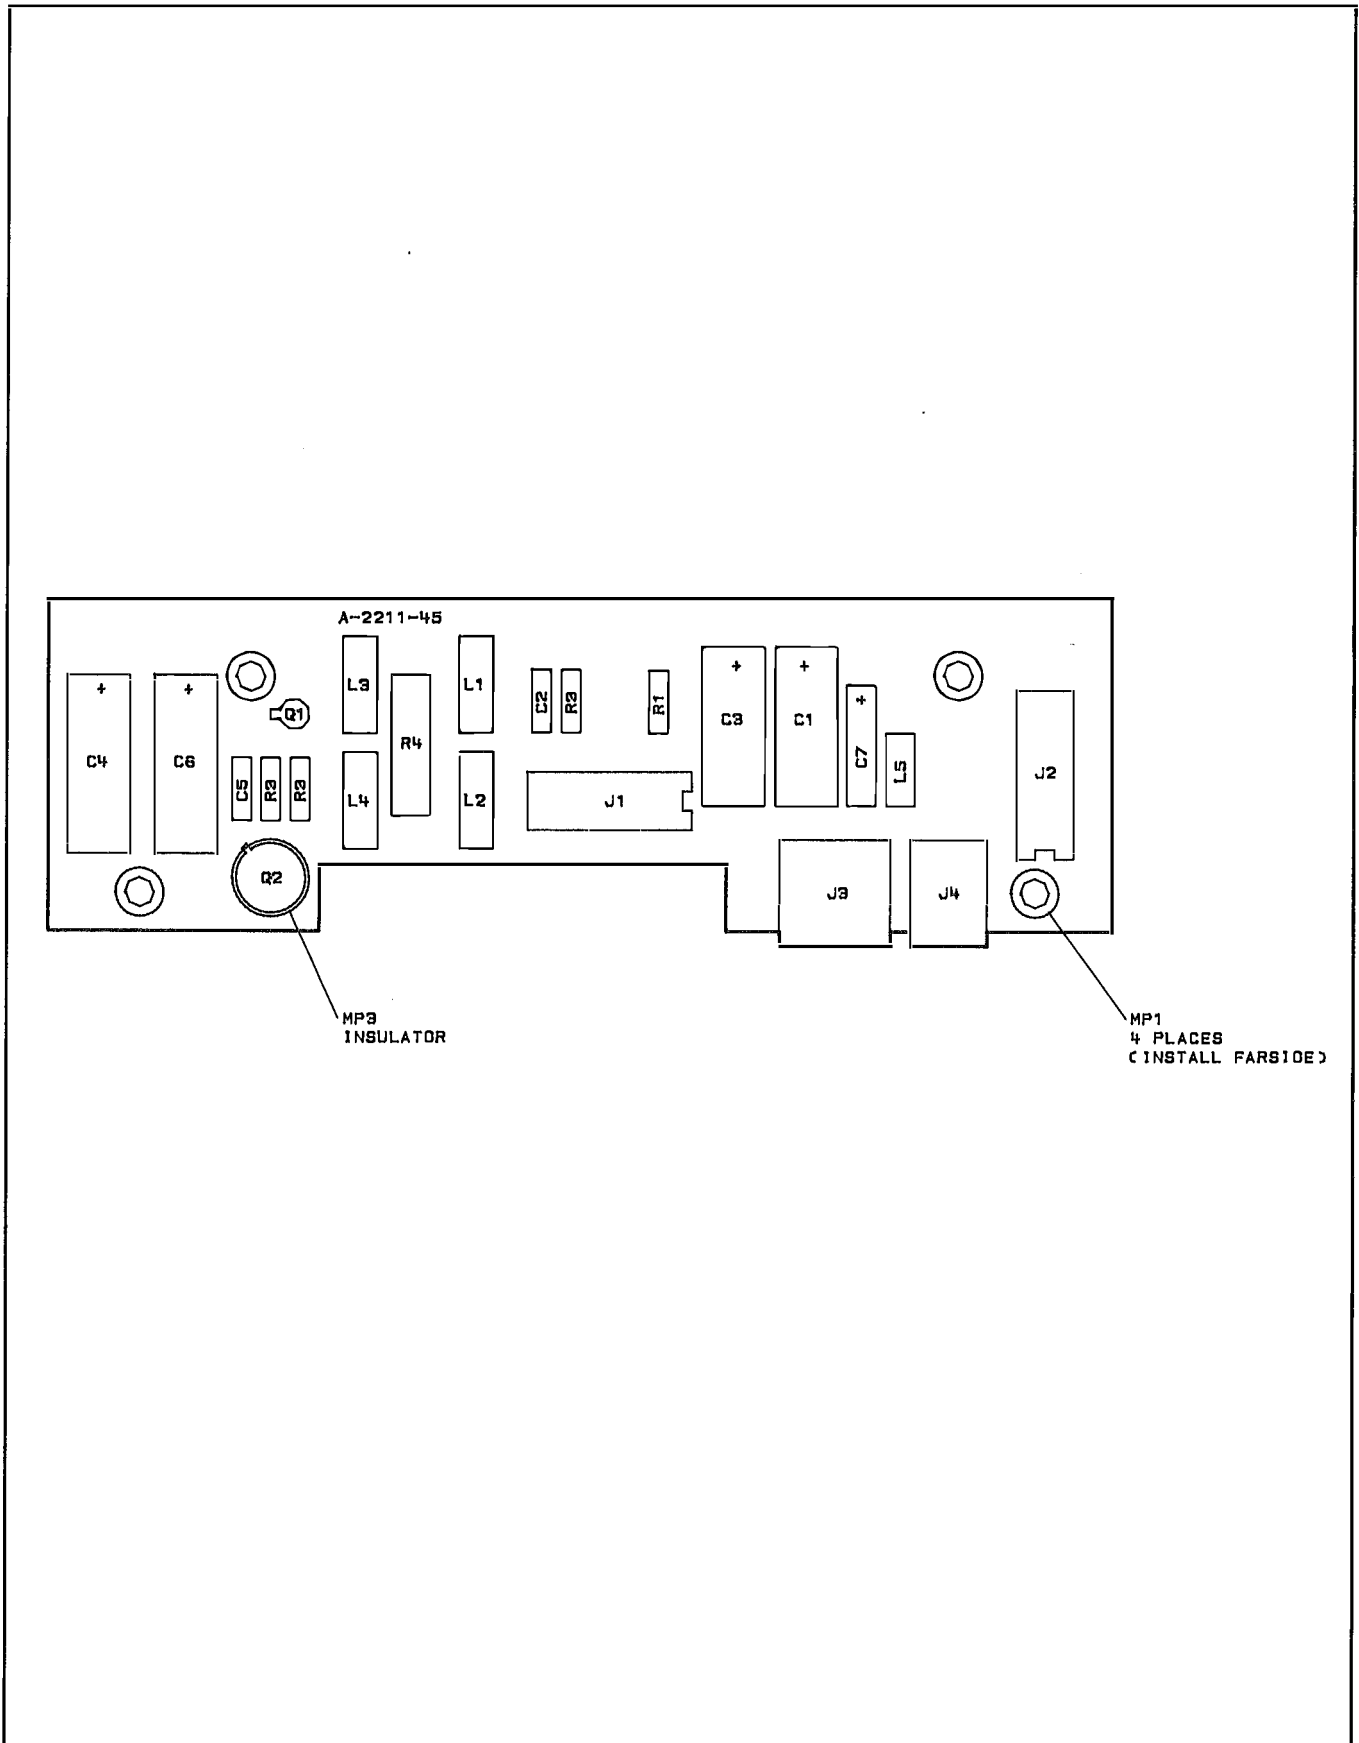 A-2211-45
+
+
+
+
+
L3
L1
C2
R3
R1
Q1
C3
C1
C4
C6
R4
C7
L5
J2
C5
R3
R3
L4
L2
J1
Q2
J3
J4
MP3
INSULATOR
MP1
4 PLACES
(INSTALL FARSIDE)